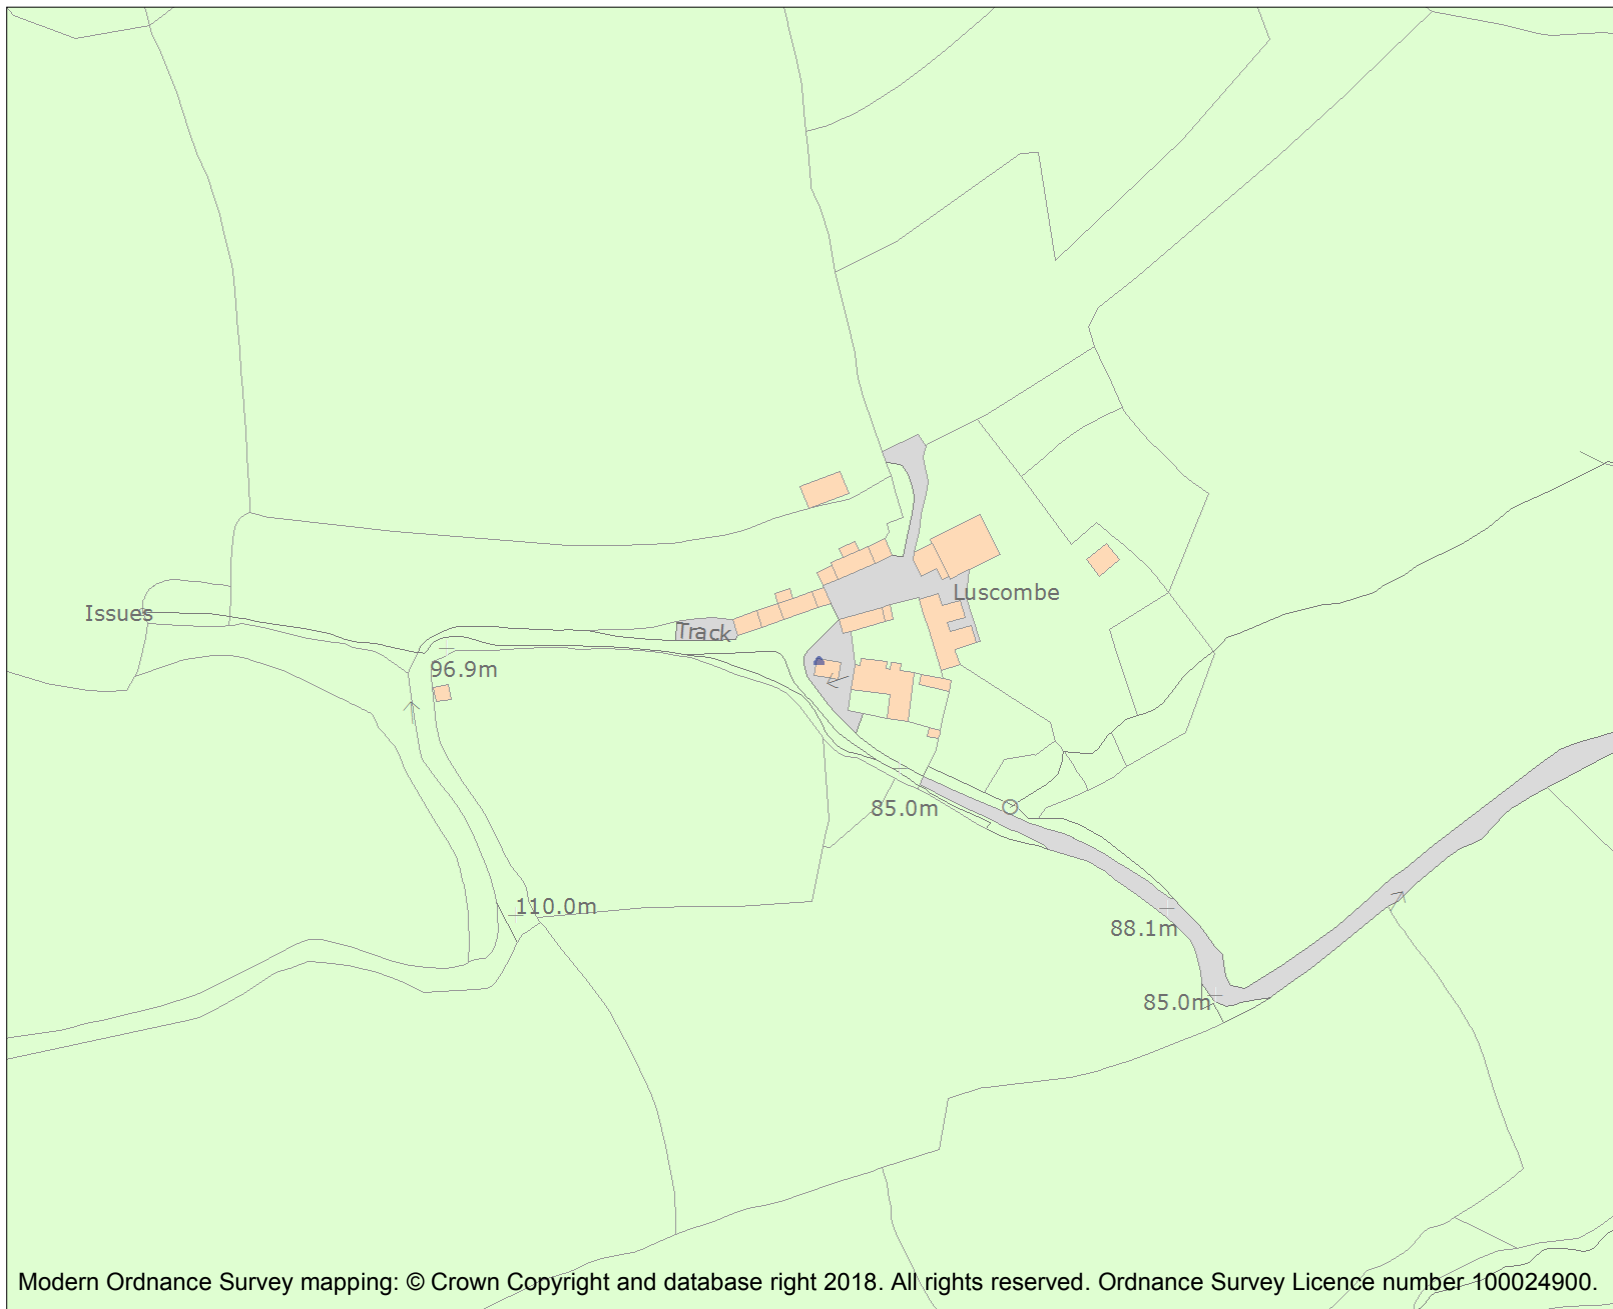 Luscombe
Issues
Track
96.9m
85.0m
110.0m
88.1m
85.0m
Modern Ordnance Survey mapping: © Crown Copyright and database right 2018. All rights reserved. Ordnance Survey Licence number 100024900.